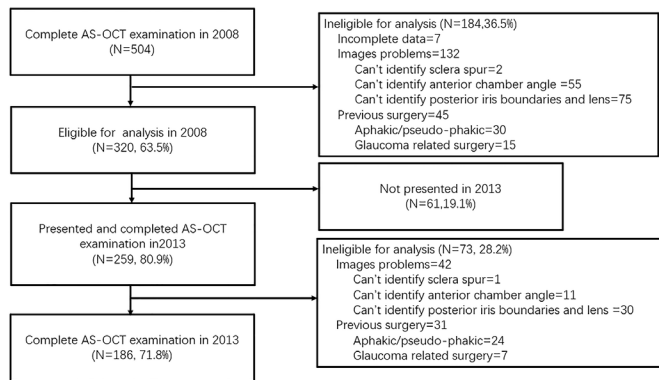 Complete AS-OCT examination in 2008
(N=504)
Ineligible for analysis (N=184,36.5%)
Incomplete data=7
Images problems=132
Can't identify sclera spur=2
Can't identify anterior chamber angle =55
Can't identify posterior iris boundaries and lens=75
Previous surgery=45
Aphakic/pseudo-phakic=30
Glaucoma related surgery=15
Eligible for analysis in 2008
(N=320, 63.5%)
Not presented in 2013
(N=61,19.1%)
Presented and completed AS-OCT
examination in2013
(N=259, 80.9%)
Ineligible for analysis (N=73, 28.2%)
Images problems=42
Can't identify sclera spur=1
Can't identify anterior chamber angle=11
Can't identify posterior iris boundaries and lens =30
Previous surgery=31
Aphakic/pseudo-phakic=24
Glaucoma related surgery=7
Complete AS-OCT examination in 2013
(N=186, 71.8%)